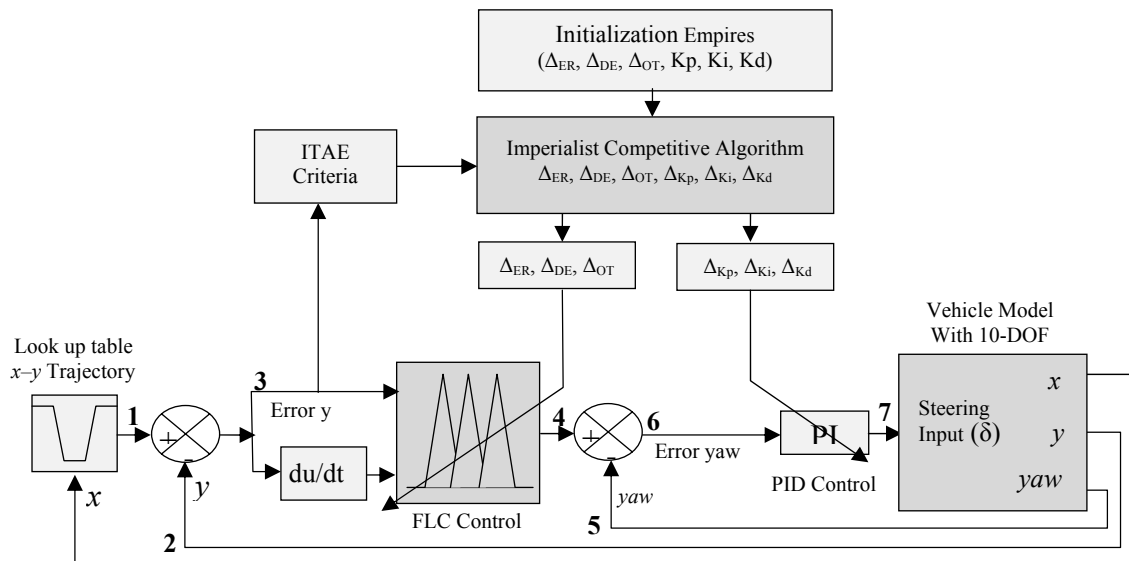 Initialization Empires
(Δ_ER, Δ_DE, Δ_OT, Kp, Ki, Kd)
ITAE
Criteria
Imperialist Competitive Algorithm
Δ_ER, Δ_DE, Δ_OT, Δ_Kp, Δ_Ki, Δ_Kd
Δ_ER, Δ_DE, Δ_OT
Δ_Kp, Δ_Ki, Δ_Kd
Vehicle Model
With 10-DOF
Look up table
x–y Trajectory
1
+
-
y
x
2
3
Error y
du/dt
FLC Control
4
+
-
yaw
5
6
Error yaw
PID Control
7
Steering
Input (δ)
x
y
yaw